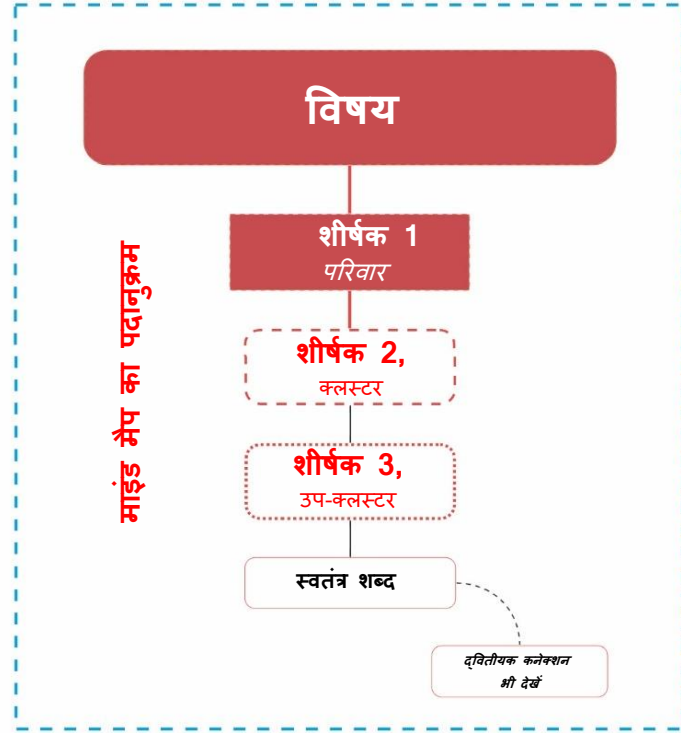 विषय
शीर्षक 1
परिवार
माइंड मैप का पदानुक्रम
शीर्षक 2,
क्लस्टर
शीर्षक 3,
उप-क्लस्टर
स्वतंत्र शब्द
द्वितीयक कनेक्शन
भी देखें